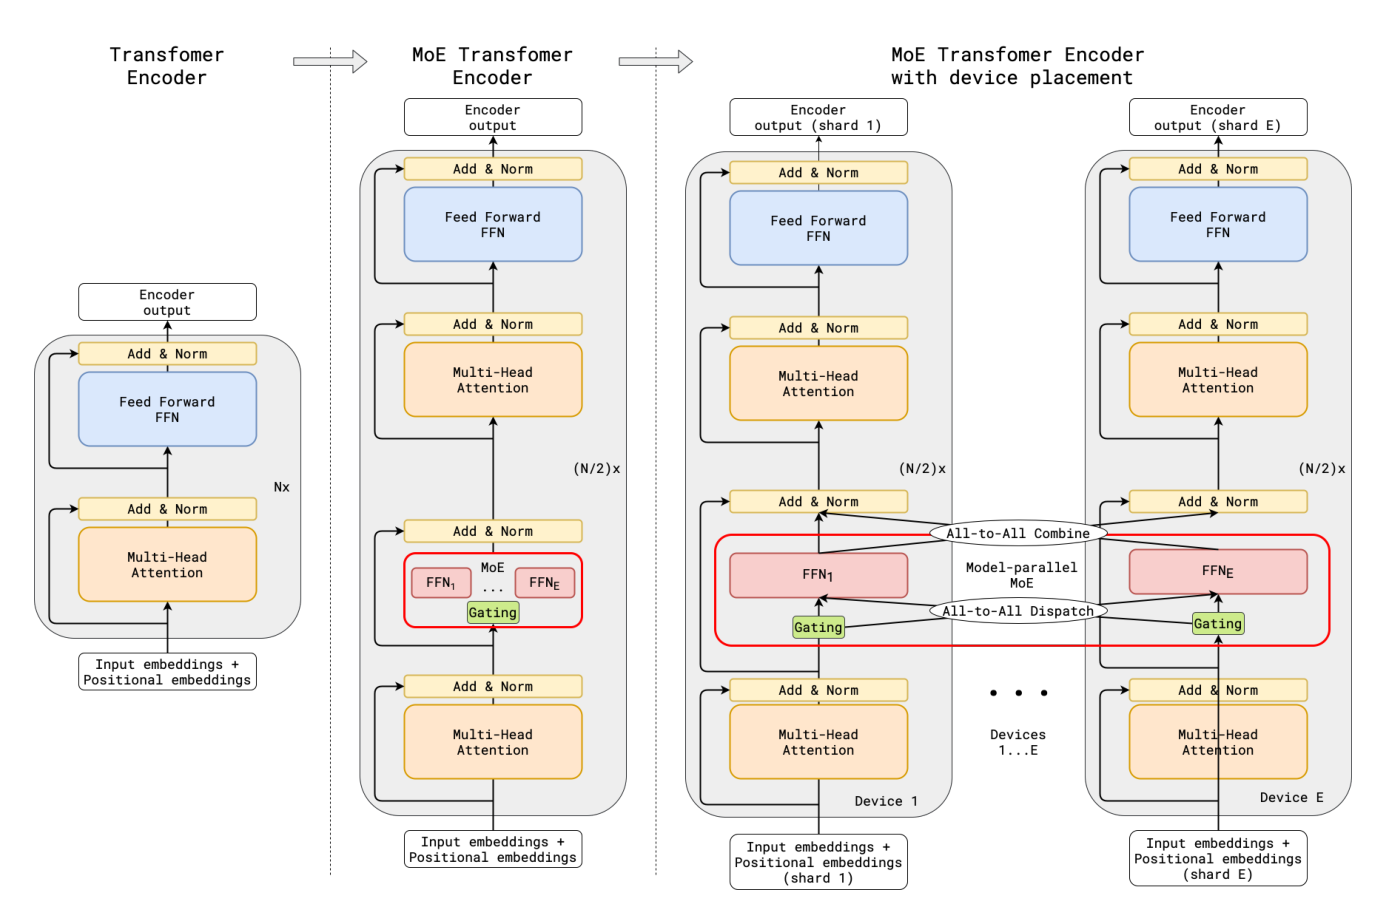 Transfomer
Encoder
MoE Transfomer
Encoder
MoE Transfomer Encoder
with device placement
Encoder
output
Add & Norm
Feed Forward
FFN
Add & Norm
Multi-Head
Attention
Nx
Input embeddings +
Positional embeddings
Encoder
output
Add & Norm
Feed Forward
FFN
Add & Norm
Multi-Head
Attention
(N/2)x
Add & Norm
MoE
FFN₁ ... FFNE
Gating
Add & Norm
Multi-Head
Attention
Input embeddings +
Positional embeddings
Encoder
output (shard 1)
Add & Norm
Feed Forward
FFN
Add & Norm
Multi-Head
Attention
(N/2)x
Add & Norm
FFN₁
Gating
Add & Norm
Multi-Head
Attention
Device 1
Input embeddings +
Positional embeddings
(shard 1)
All-to-All Combine
Model-parallel
MoE
All-to-All Dispatch
Devices
1...E
Encoder
output (shard E)
Add & Norm
Feed Forward
FFN
Add & Norm
Multi-Head
Attention
(N/2)x
Add & Norm
FFNE
Gating
Add & Norm
Multi-Head
Attention
Device E
Input embeddings +
Positional embeddings
(shard E)